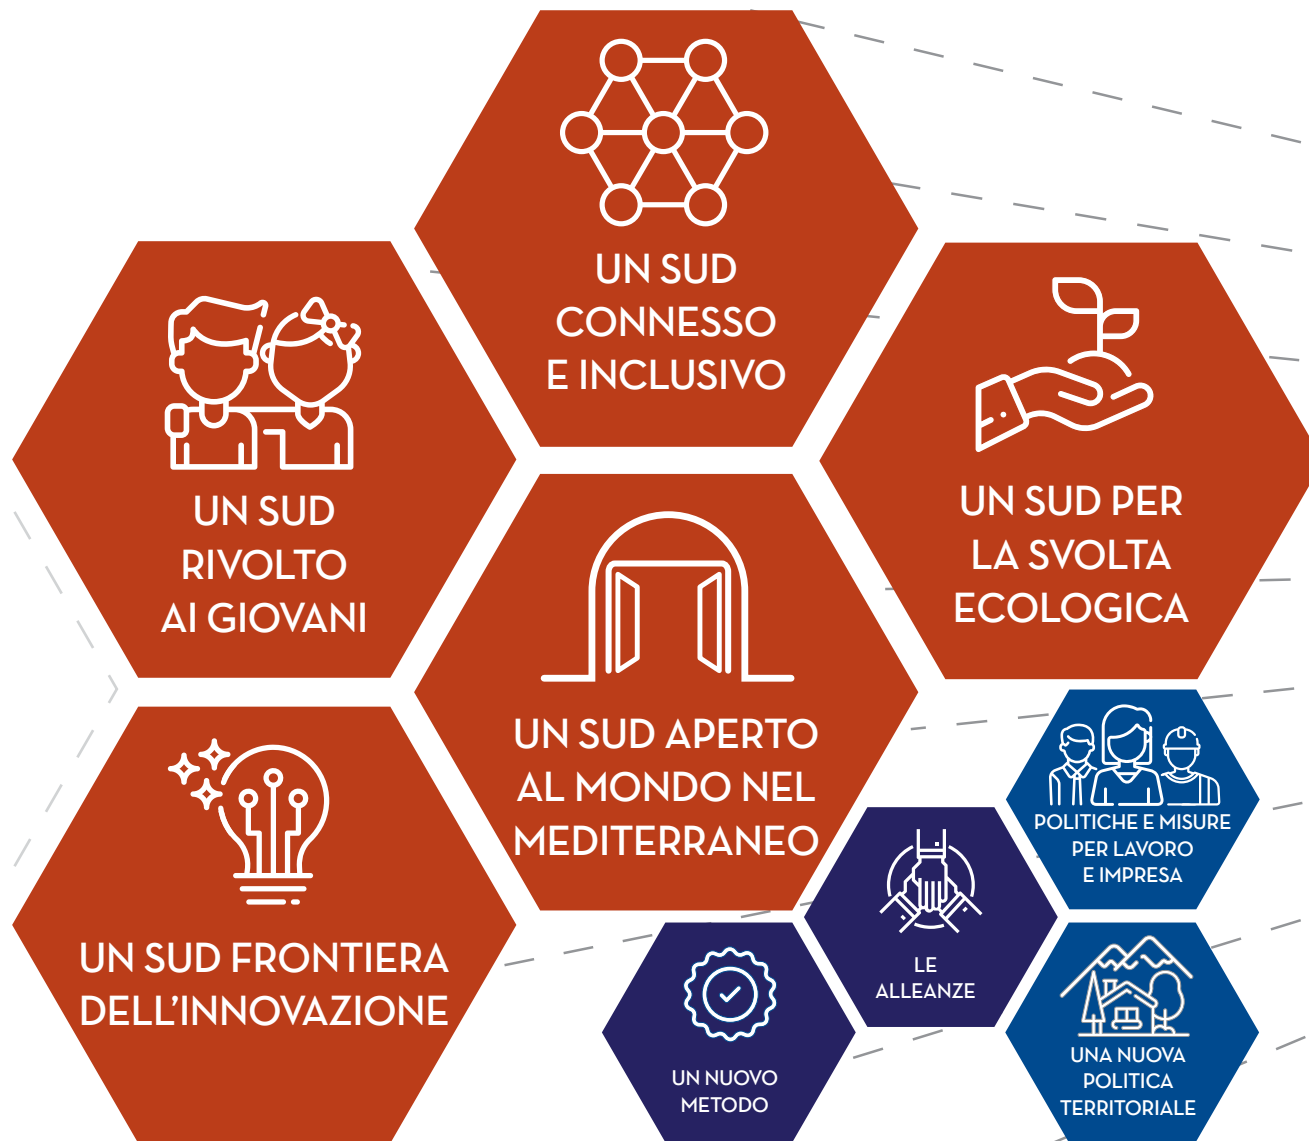 UN SUD
CONNESSO
E INCLUSIVO
UN SUD
RIVOLTO
AI GIOVANI
UN SUD PER
LA SVOLTA
ECOLOGICA
UN SUD APERTO
AL MONDO NEL
MEDITERRANEO
UN SUD FRONTIERA
DELL'INNOVAZIONE
POLITICHE E MISURE
PER LAVORO
E IMPRESA
LE
ALLEANZE
UN NUOVO
METODO
UNA NUOVA
POLITICA
TERRITORIALE